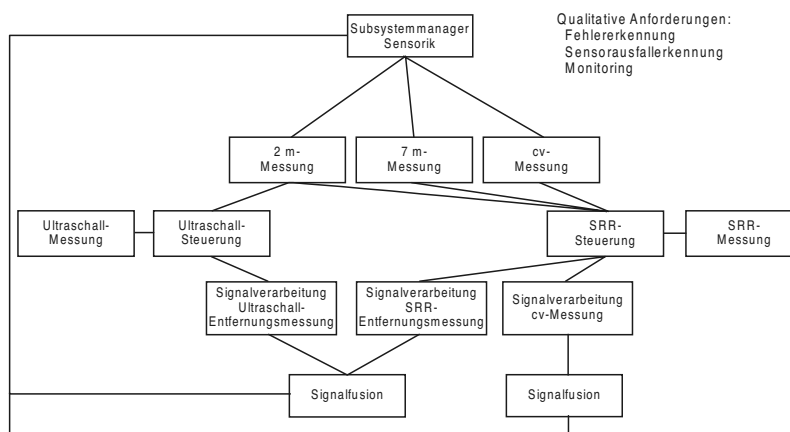 Subsystemmanager
Sensorik
Qualitative Anforderungen:
Fehlererkennung
Sensorausfallerkennung
Monitoring
2 m-
Messung
7 m-
Messung
cv-
Messung
Ultraschall-
Messung
Ultraschall-
Steuerung
SRR-
Steuerung
SRR-
Messung
Signalverarbeitung
Ultraschall-
Entfernungsmessung
Signalverarbeitung
SRR-
Entfernungsmessung
Signalverarbeitung
cv-Messung
Signalfusion
Signalfusion